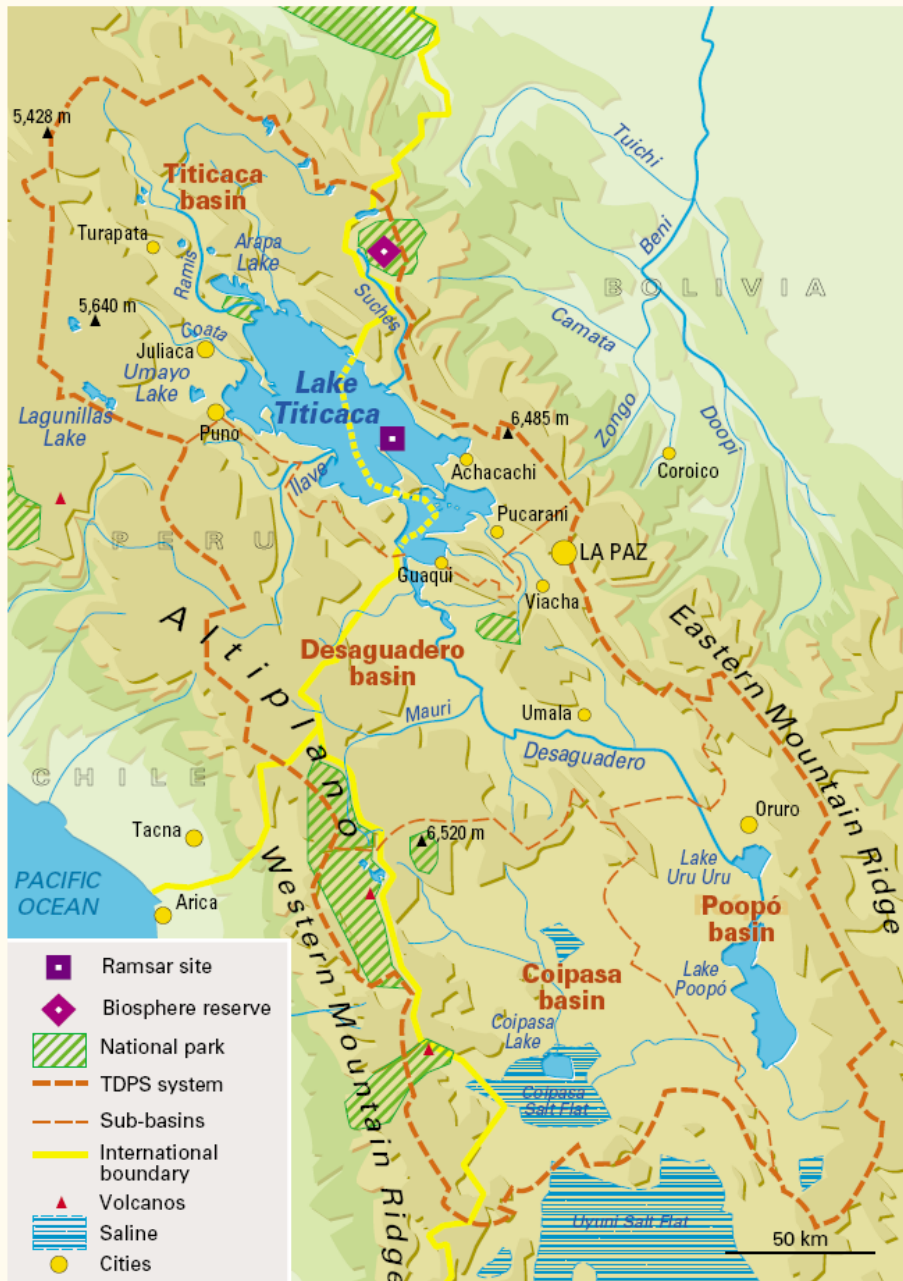 5,428 m
Tuichi
Titicaca
basin
Turapata
Arapa
Lake
Beni
Ramis
BOLIVIA
Suches
5,640 m
Coata
Camata
Juliaca
Umayo
Lake
Lake
Titicaca
Lagunillas
Lake
Puno
6,485 m
Zongo
Doopi
Achacachi
Coroico
Ilave
Pucarani
PERU
LA PAZ
Guaqui
Viacha
Altiplano
Eastern Mountain Ridge
Desaguadero
basin
Mauri
Umala
Desaguadero
CHILE
Tacna
6,520 m
Oruro
Western Mountain Ridge
Lake
Uru Uru
PACIFIC
OCEAN
Arica
Poopó
basin
Coipasa
basin
Lake
Poopó
Coipasa
Lake
Coipasa
Salt Flat
Uyuni Salt Flat
50 km
Ramsar site
Biosphere reserve
National park
TDPS system
Sub-basins
International
boundary
Volcanos
Saline
Cities